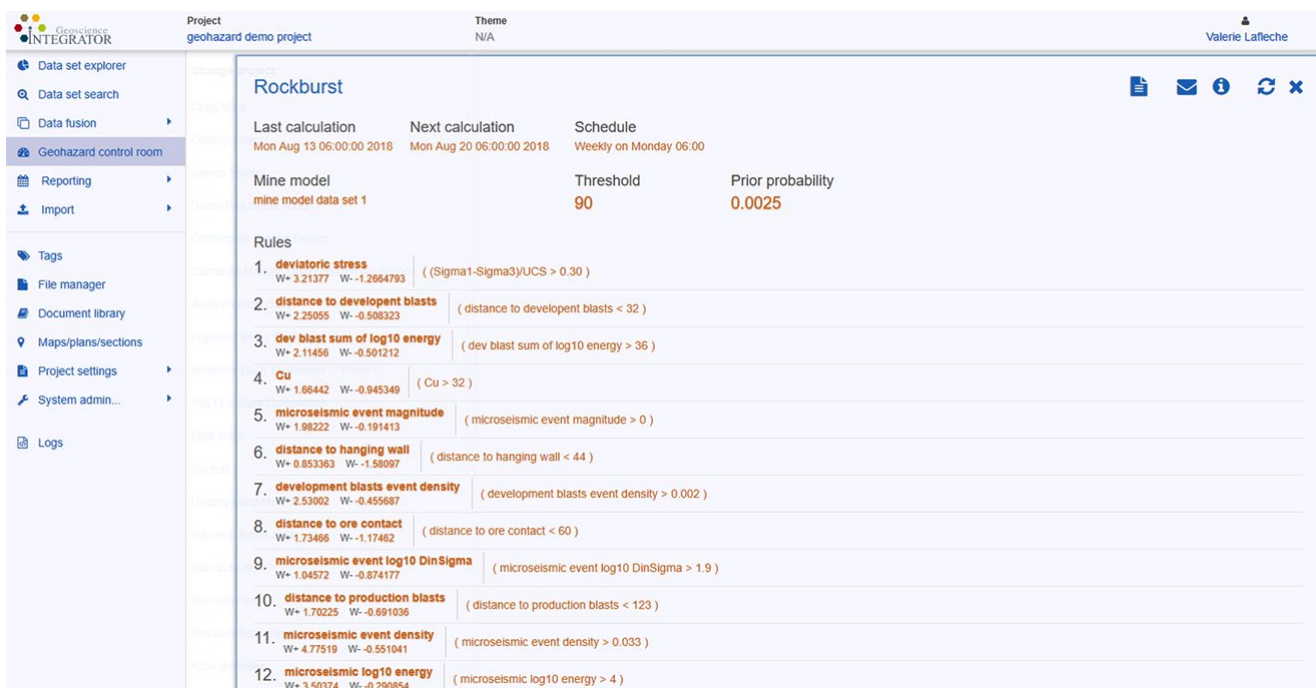 Geoscience
INTEGRATOR
Project
geohazard demo project
Theme
N/A
Valerie Lafleche
Data set explorer
Data set search
Data fusion
Geohazard control room
Reporting
Import
Tags
File manager
Document library
Maps/plans/sections
Project settings
System admin...
Logs
Change project
Rockburst
Last calculation
Mon Aug 13 06:00:00 2018
Next calculation
Mon Aug 20 06:00:00 2018
Schedule
Weekly on Monday 06:00
Mine model
mine model data set 1
Threshold
90
Prior probability
0.0025
Rules
1. deviatoric stress
W+ 3.21377 W- -1.2664793
( (Sigma1-Sigma3)/UCS > 0.30 )
2. distance to developent blasts
W+ 2.25055 W- -0.508323
( distance to developent blasts < 32 )
3. dev blast sum of log10 energy
W+ 2.11456 W- -0.501212
( dev blast sum of log10 energy > 36 )
4. Cu
W+ 1.66442 W- -0.945349
( Cu > 32 )
5. microseismic event magnitude
W+ 1.98222 W- -0.191413
( microseismic event magnitude > 0 )
6. distance to hanging wall
W+ 0.853363 W- -1.58097
( distance to hanging wall < 44 )
7. development blasts event density
W+ 2.53002 W- -0.455687
( development blasts event density > 0.002 )
8. distance to ore contact
W+ 1.73466 W- -1.17462
( distance to ore contact < 60 )
9. microseismic event log10 DinSigma
W+ 1.04572 W- -0.874177
( microseismic event log10 DinSigma > 1.9 )
10. distance to production blasts
W+ 1.70225 W- -0.691036
( distance to production blasts < 123 )
11. microseismic event density
W+ 4.77519 W- -0.551041
( microseismic event density > 0.033 )
12. microseismic log10 energy
W+ 3.50374 W- -0.290854
( microseismic log10 energy > 4 )